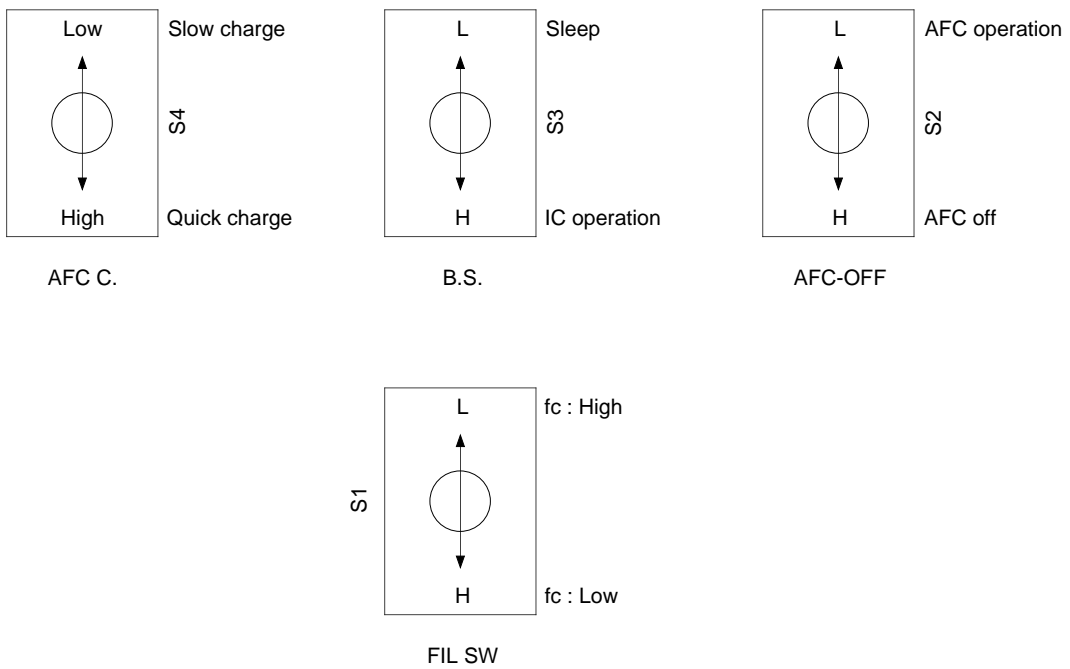 Low Slow charge
S4
High Quick charge
AFC C.
L Sleep
S3
H IC operation
B.S.
L AFC operation
S2
H AFC off
AFC-OFF
L fc : High
S1
H fc : Low
FIL SW